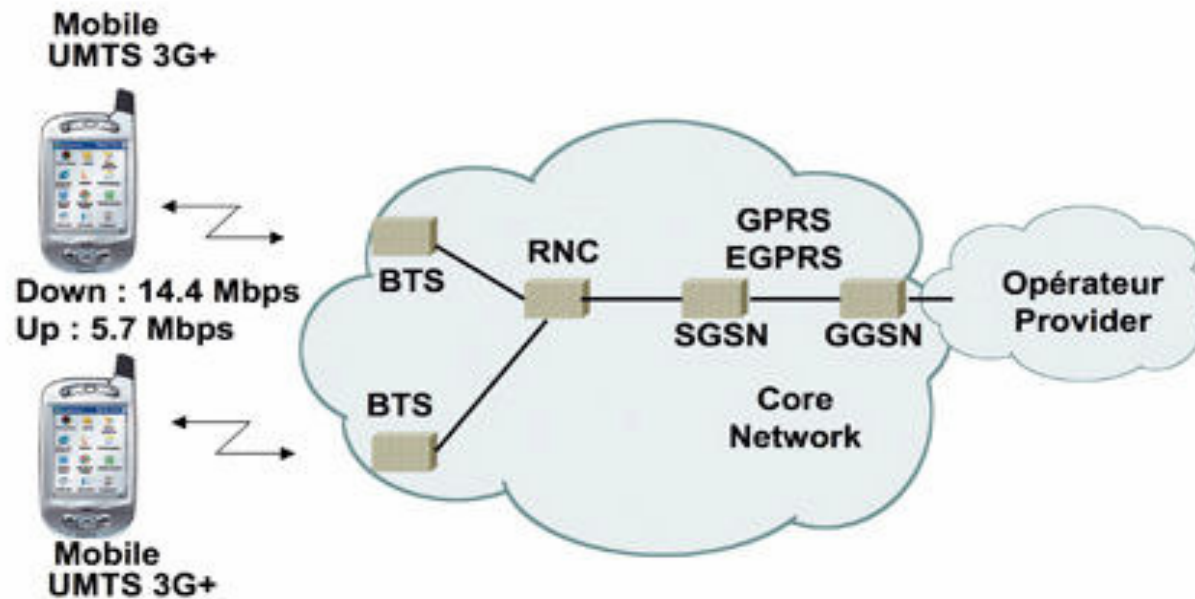 Mobile
UMTS 3G+
Down : 14.4 Mbps
Up : 5.7 Mbps
Mobile
UMTS 3G+
BTS
BTS
RNC
GPRS
EGPRS
SGSN
GGSN
Core
Network
Opérateur
Provider